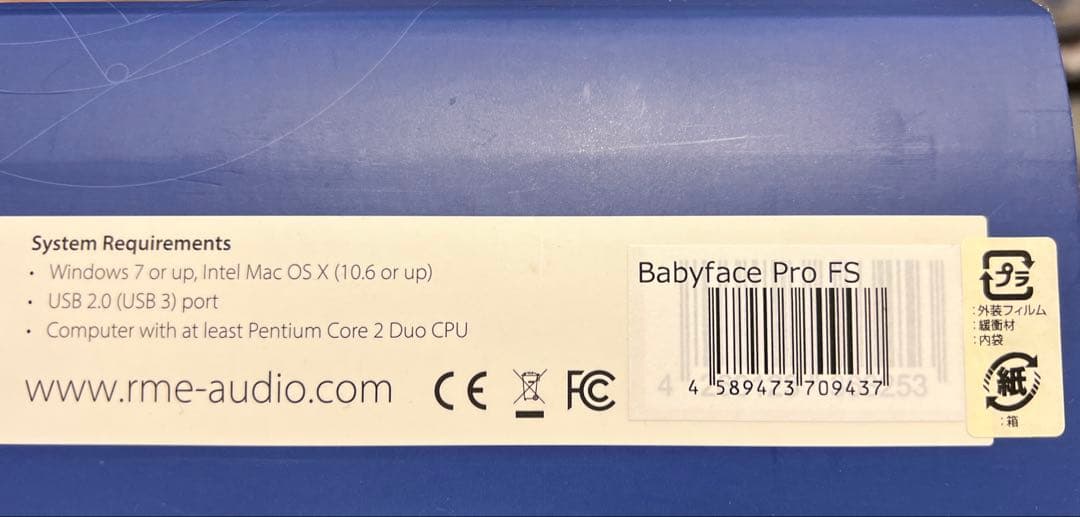 System Requirements
• Windows 7 or up, Intel Mac OS X (10.6 or up)
• USB 2.0 (USB 3) port
• Computer with at least Pentium Core 2 Duo CPU
www.rme-audio.com
CE
FC
Babyface Pro FS
4 589473 709437
プラ
:外装フィルム
:緩衝材
:内袋
紙
:箱